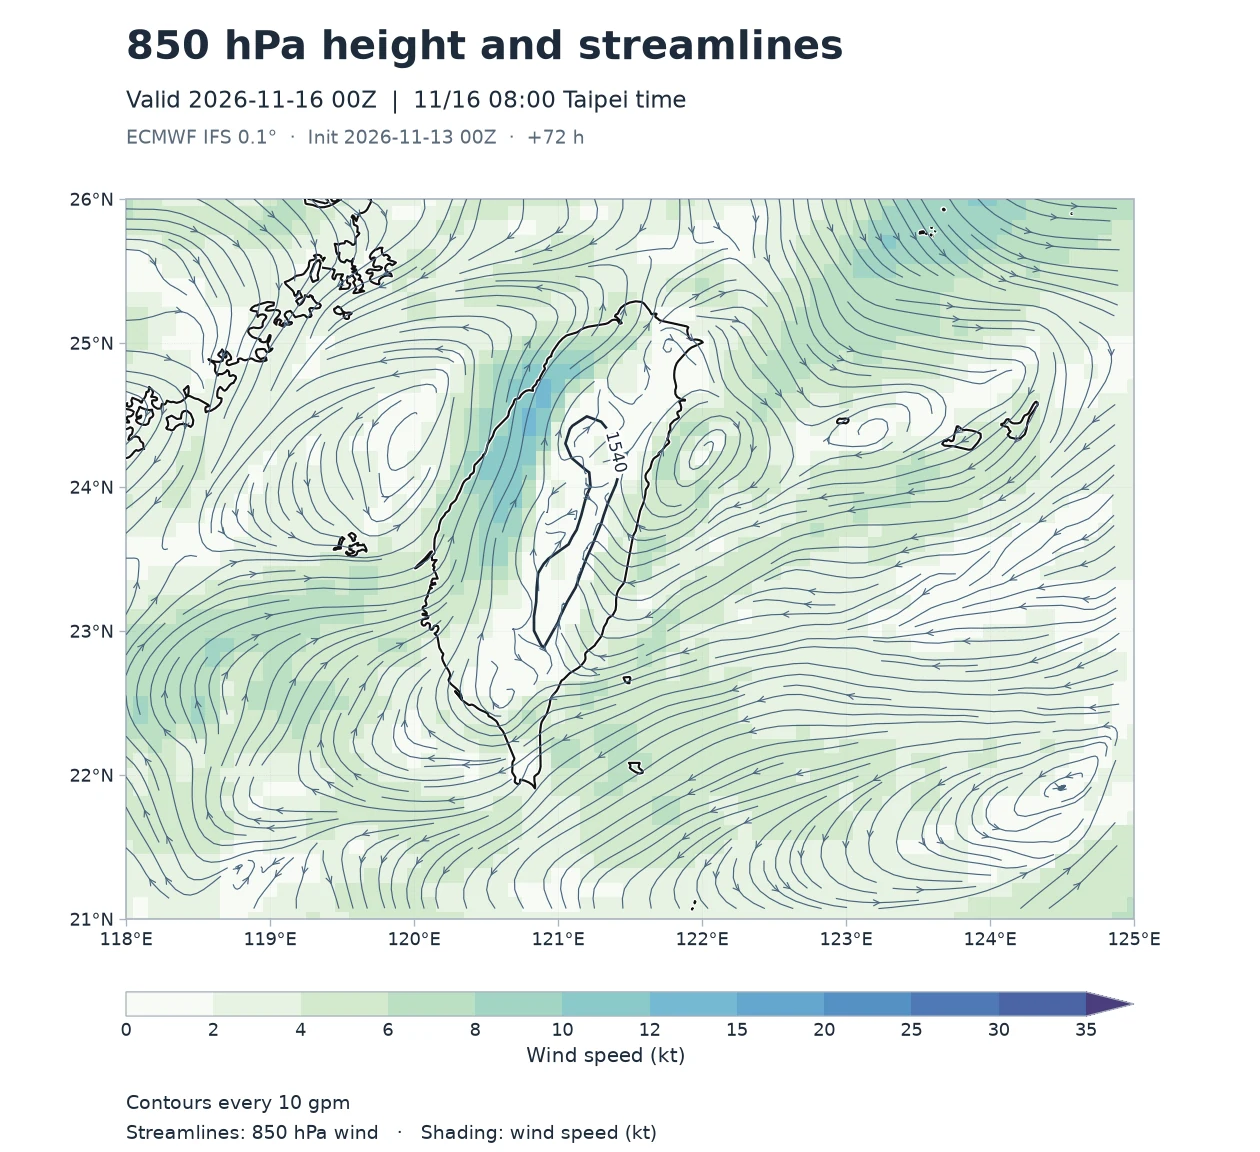 850 hPa height and streamlines
Valid 2026-11-16 00Z | 11/16 08:00 Taipei time
ECMWF IFS 0.1° · Init 2026-11-13 00Z · +72 h
26°N
25°N
24°N
23°N
22°N
21°N
1540
118°E 119°E 120°E 121°E 122°E 123°E 124°E 125°E
0 2 4 6 8 10 12 15 20 25 30 35
Wind speed (kt)
Contours every 10 gpm
Streamlines: 850 hPa wind · Shading: wind speed (kt)